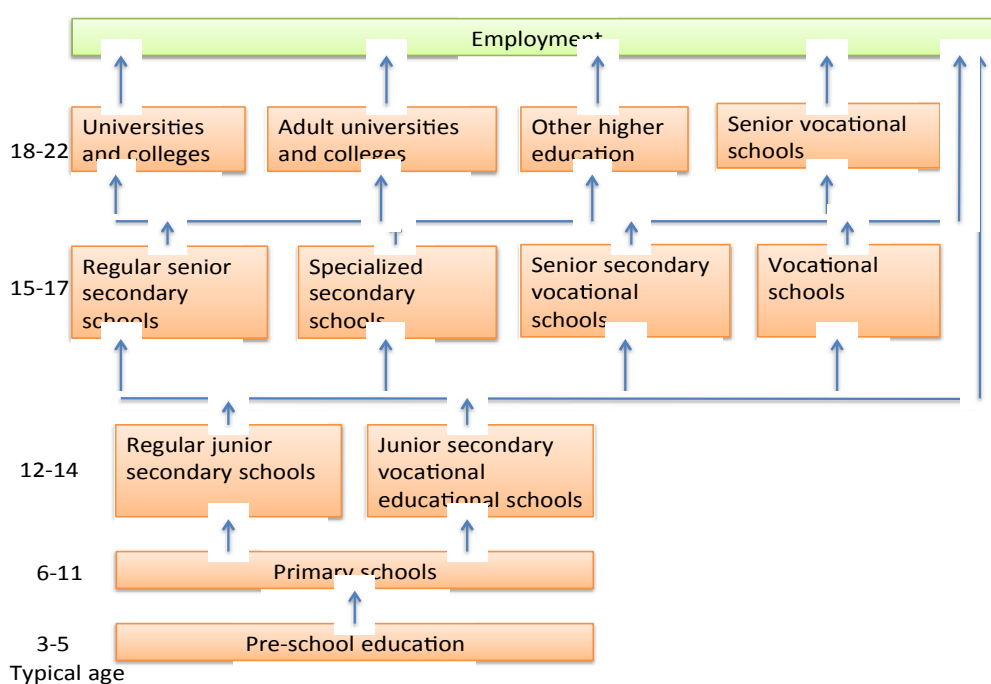 Employment
18-22
Universities
and colleges
Adult universities
and colleges
Other higher
education
Senior vocational
schools
15-17
Regular senior
secondary
schools
Specialized
secondary
schools
Senior secondary
vocational
schools
Vocational
schools
12-14
Regular junior
secondary schools
Junior secondary
vocational
educational schools
6-11
Primary schools
3-5
Pre-school education
Typical age